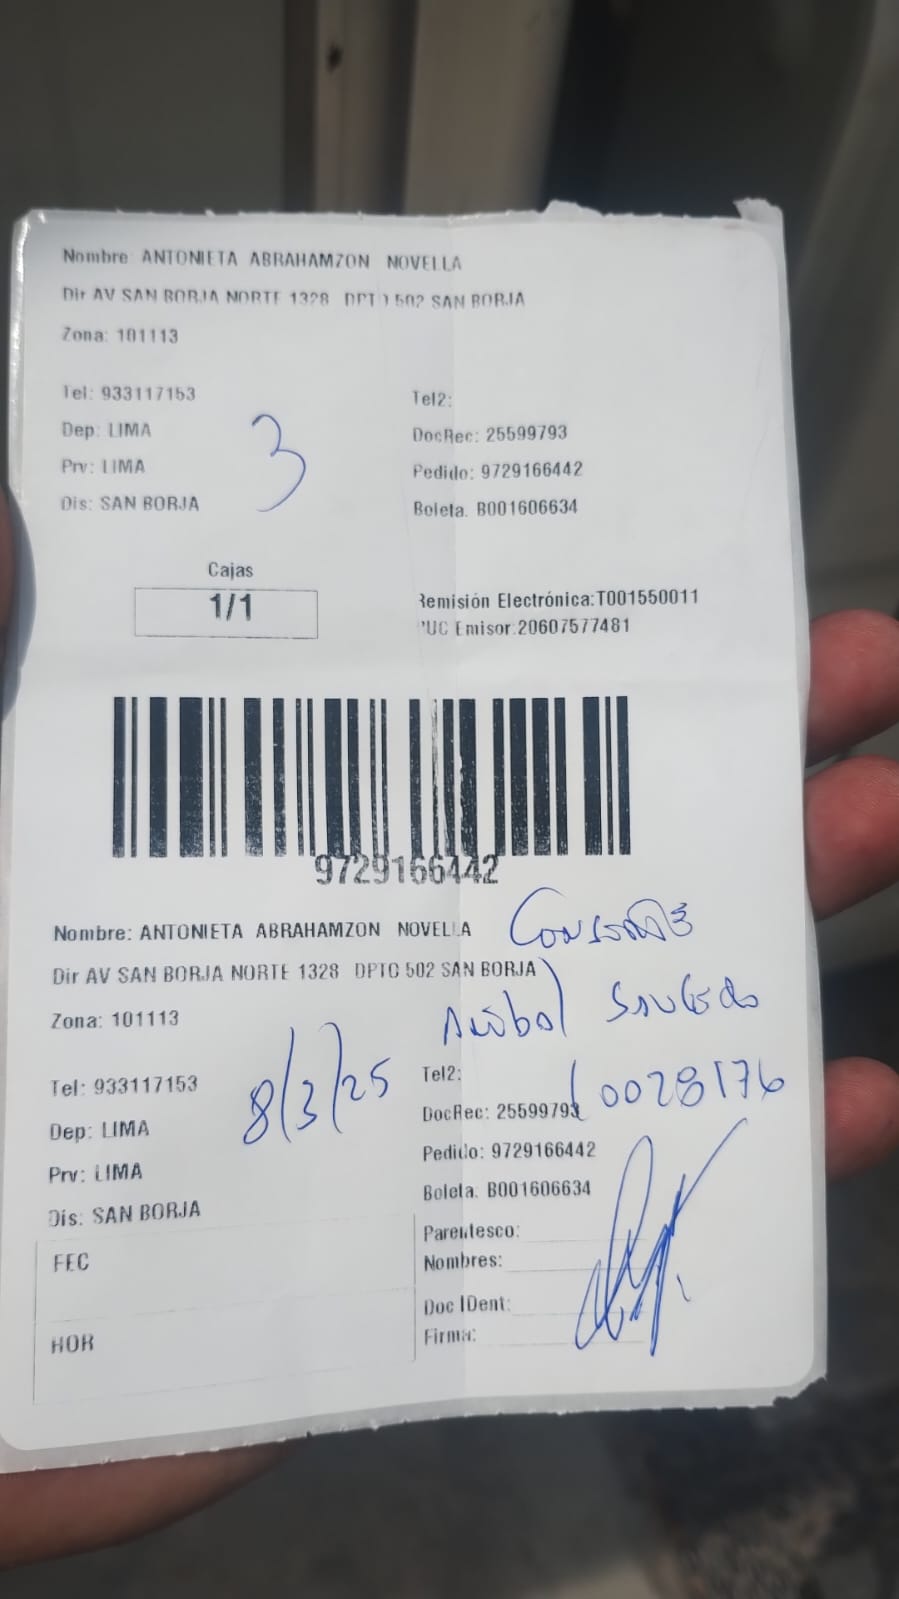 Nombre: ANTONIETA ABRAHAMZON NOVELLA
Dir AV SAN BORJA NORTE 1328 DPTO 502 SAN BORJA
Zona: 101113
Tel: 933117153
Tel2:
Dep: LIMA
3
DocRec: 25599793
Prv: LIMA
Pedido: 9729166442
Dis: SAN BORJA
Boleta. B001606634
Cajas
1/1
Remisión Electrónica:T001550011
RUC Emisor:20607577481
9729166442
Nombre: ANTONIETA ABRAHAMZON NOVELLA
Conserje
Dir AV SAN BORJA NORTE 1328 DPTO 502 SAN BORJA
Zona: 101113
Anibal
8/3/25
Tel: 933117153
Tel2:
10028176
Dep: LIMA
DocRec: 25599793
Prv: LIMA
Pedido: 9729166442
Dis: SAN BORJA
Boleta: B001606634
FEC
Parentesco:
Nombres:
HOR
Doc IDent:
Firma: